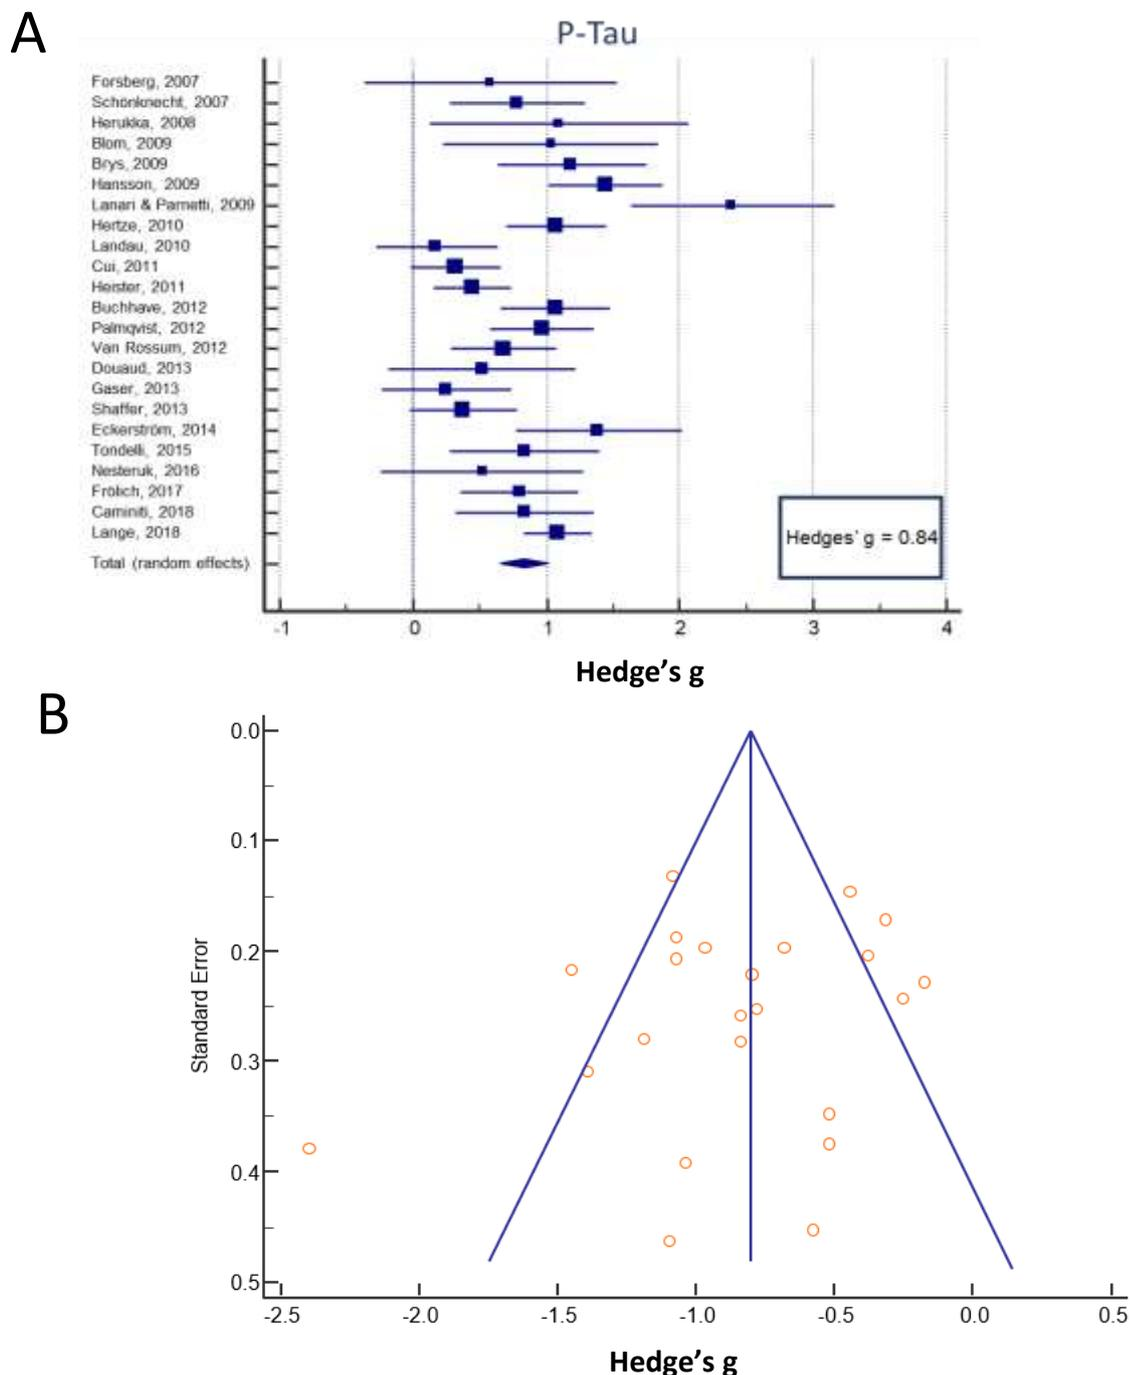 A
P-Tau
Forsberg, 2007
Schönknecht, 2007
Herukka, 2008
Blom, 2009
Brys, 2009
Hansson, 2009
Lanari & Parnetti, 2009
Hertze, 2010
Landau, 2010
Cui, 2011
Heister, 2011
Buchhave, 2012
Palmqvist, 2012
Van Rossum, 2012
Douaud, 2013
Gaser, 2013
Shaffer, 2013
Eckerström, 2014
Tondelli, 2015
Nesteruk, 2016
Frölich, 2017
Caminiti, 2018
Lange, 2018
Total (random effects)
Hedges' g = 0.84
-1 0 1 2 3 4
Hedge's g
B
0.0
0.1
0.2
0.3
0.4
0.5
Standard Error
-2.5 -2.0 -1.5 -1.0 -0.5 0.0 0.5
Hedge's g